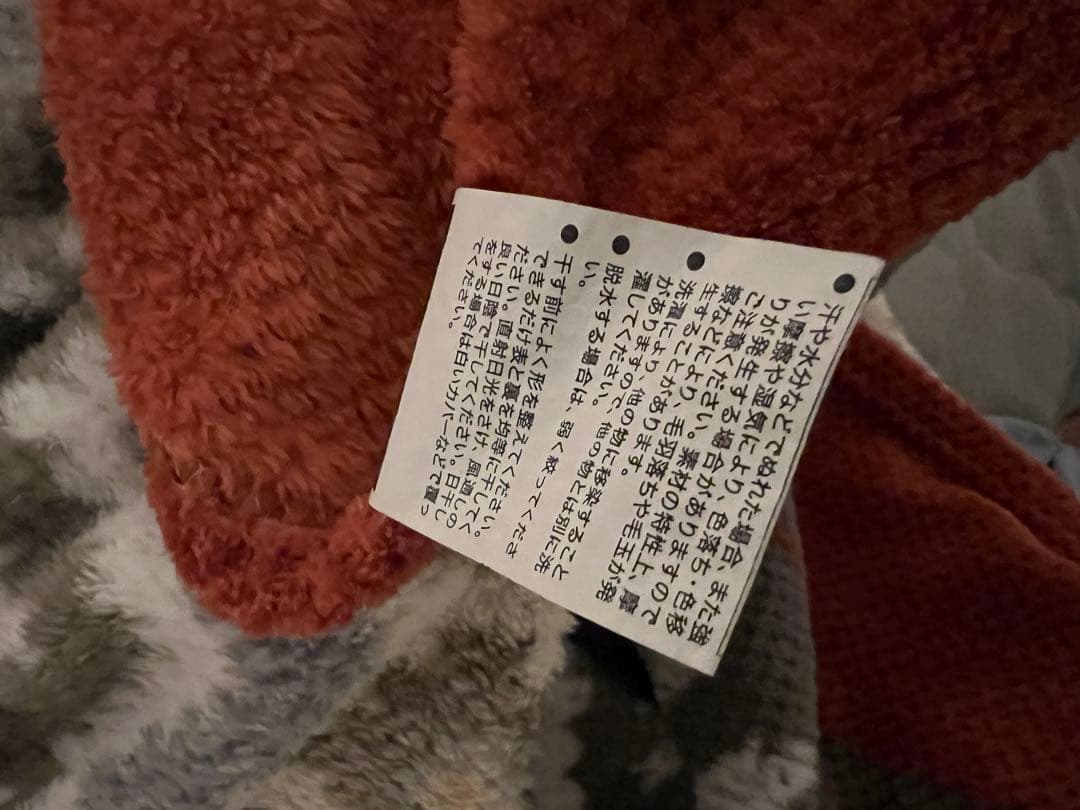 ●汗や水分などでぬれた場合、また強
い摩擦や湿気により、色落ち・色移
りが発生する場合がありますので
ご注意ください。素材の特性上、摩
擦などにより、毛羽落ちや毛玉が発
生することがあります。
●洗濯により、他の物に移染すること
がありますので、他の物とは別に洗
濯してください。
●脱水する場合は、弱く絞ってくださ
い。
●干す前によく形を整えてください。
できるだけ表と裏を均等に干してく
ださい。直射日光をさけ、風通しの
良い日陰で干してください。日干し
をする場合は白いカバーなどで覆っ
てください。